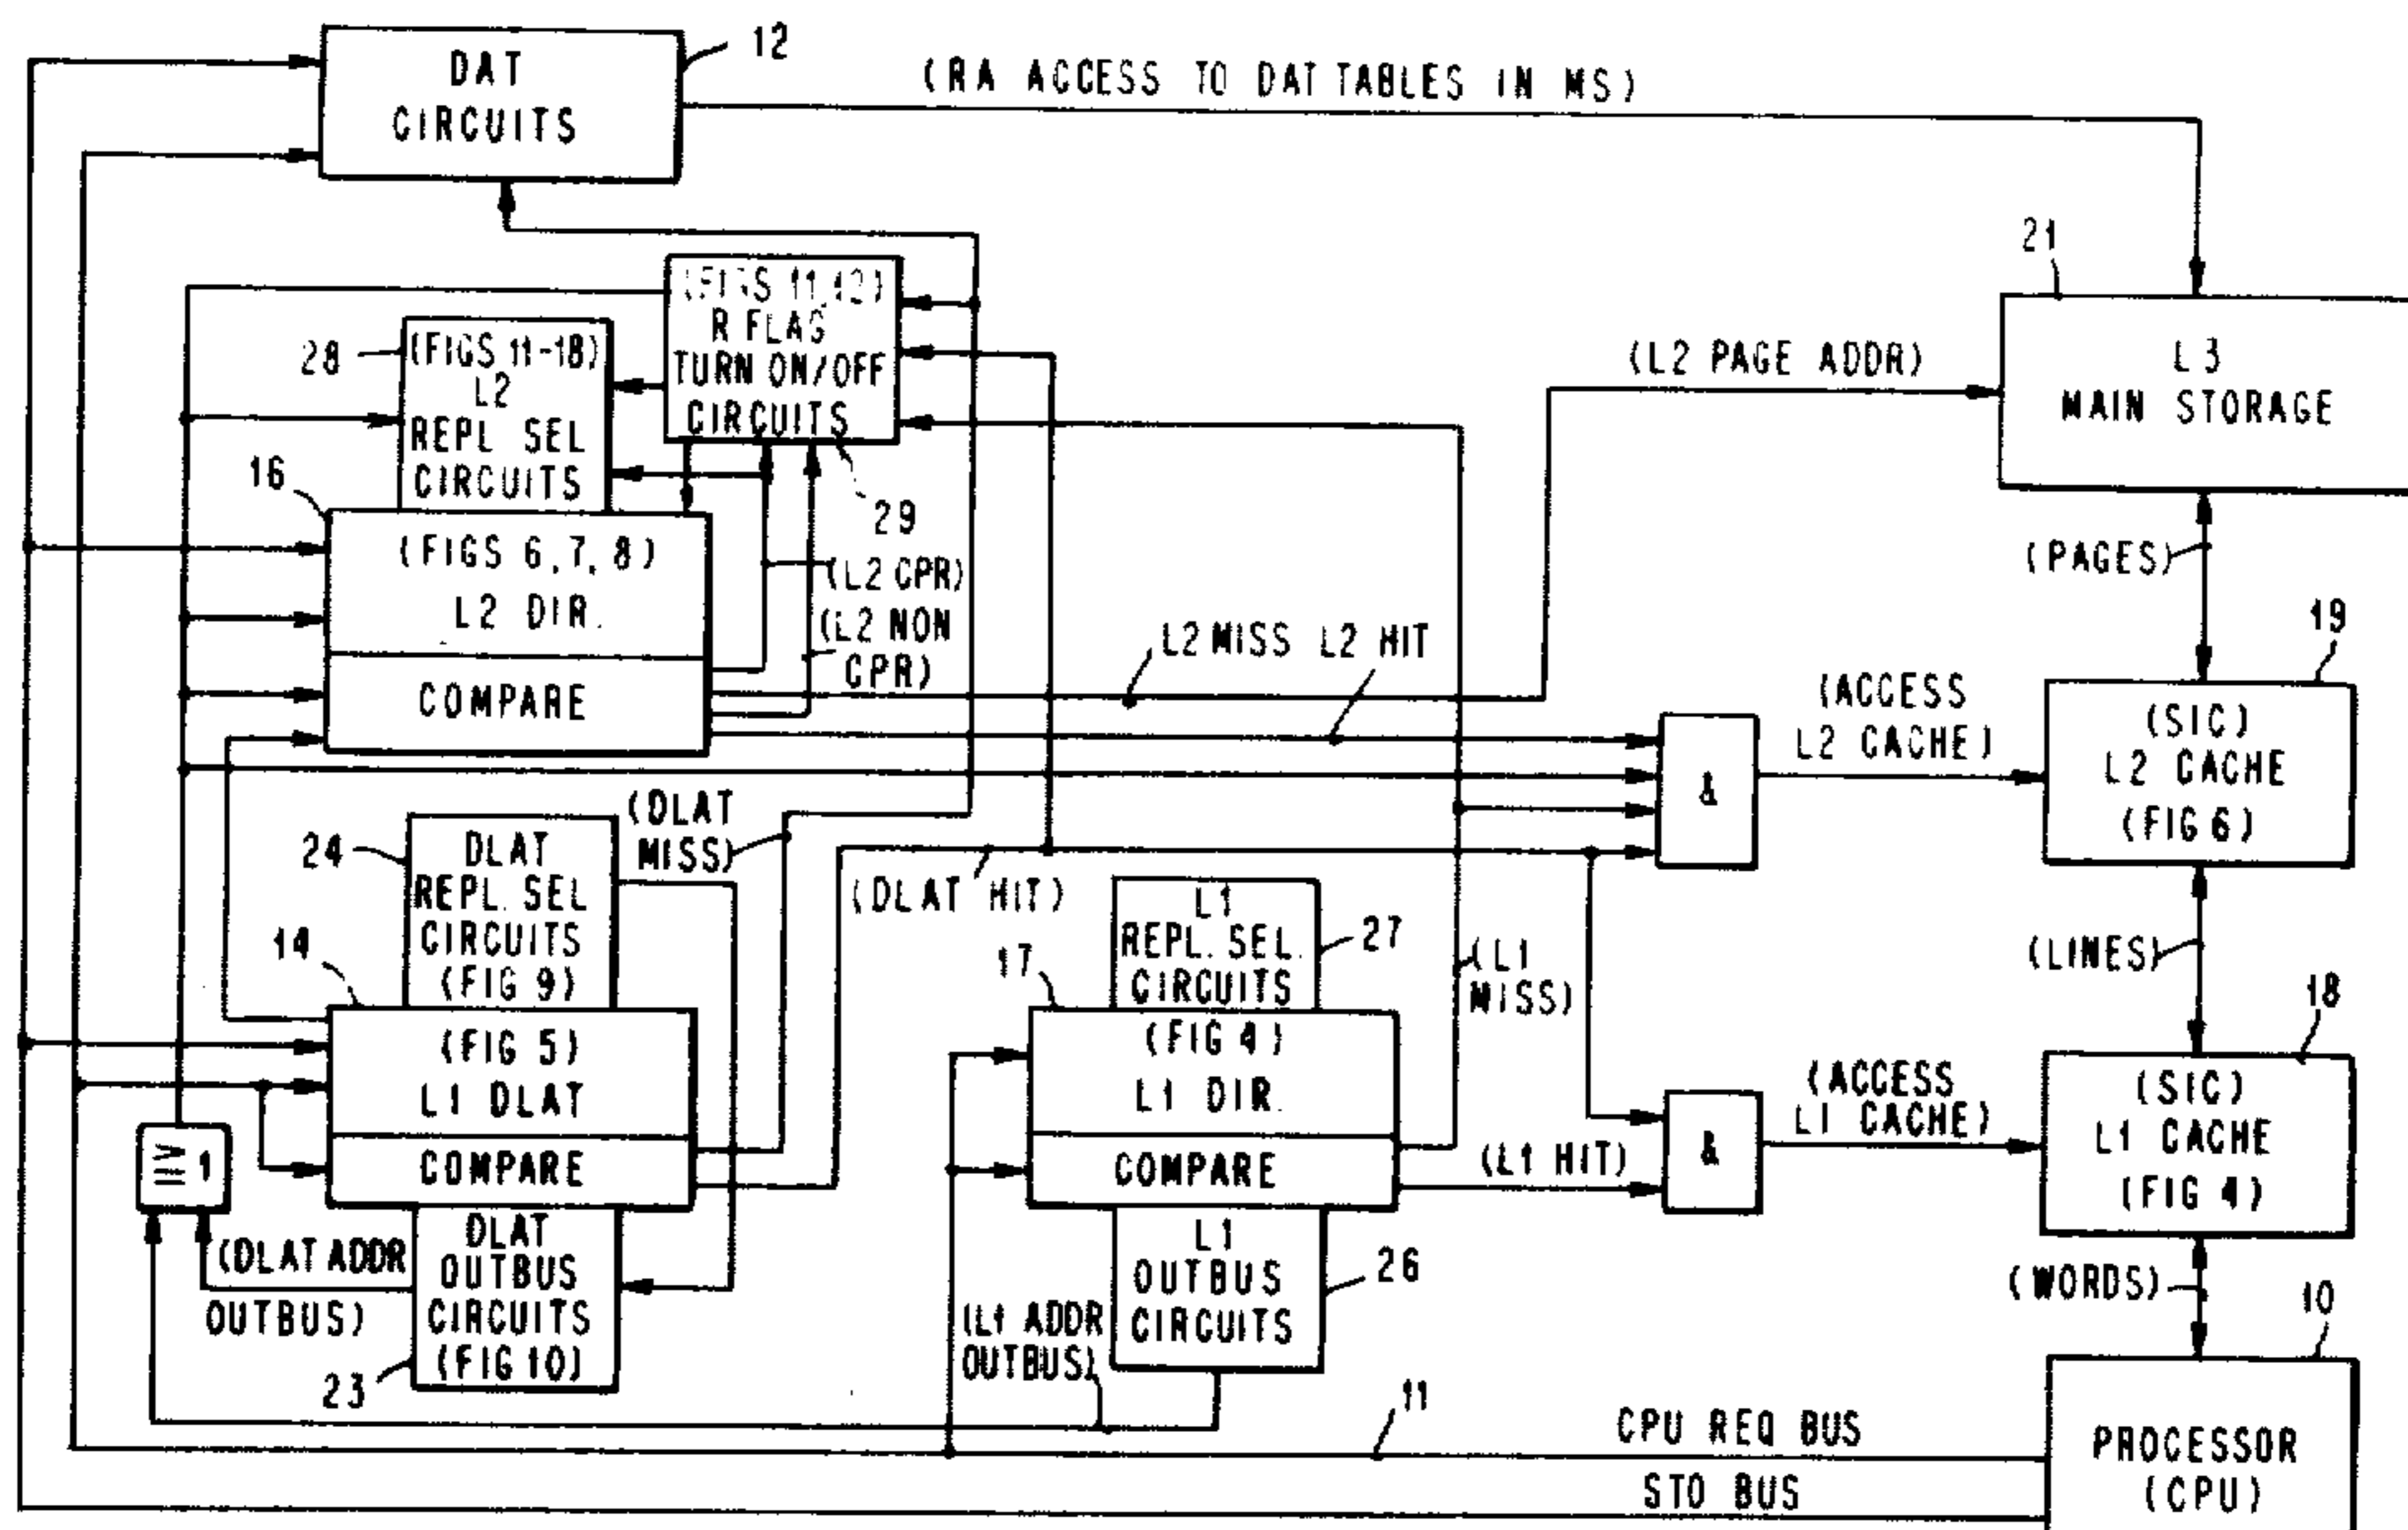 12
DAT
CIRCUITS
(RA ACCESS TO DAT TABLES IN MS)
21
L3
MAIN STORAGE
(L2 PAGE ADDR)
(FIGS 11,12)
R FLAG
TURN ON/OFF
CIRCUITS
29
28
(FIGS 11-18)
L2
REPL SEL
CIRCUITS
16
(FIGS 6,7,8)
L2 DIR.
COMPARE
(L2 CPR)
(L2 NON
CPR)
L2 MISS
L2 HIT
(PAGES)
19
(ACCESS
L2 CACHE)
&
(SIC)
L2 CACHE
(FIG 6)
(DLAT
MISS)
24
DLAT
REPL. SEL
CIRCUITS
(FIG 9)
(DLAT HIT)
14
(FIG 5)
L1 DLAT
COMPARE
≥1
(DLAT ADDR
OUTBUS)
DLAT
OUTBUS
CIRCUITS
(FIG 10)
23
L1
REPL. SEL.
CIRCUITS
27
17
(FIG 4)
L1 DIR.
COMPARE
(L1
MISS)
(L1 HIT)
L1
OUTBUS
CIRCUITS
26
(L1 ADDR
OUTBUS)
(LINES)
18
&
(ACCESS
L1 CACHE)
(SIC)
L1 CACHE
(FIG 4)
(WORDS)
10
11
CPU REQ BUS
STO BUS
PROCESSOR
(CPU)